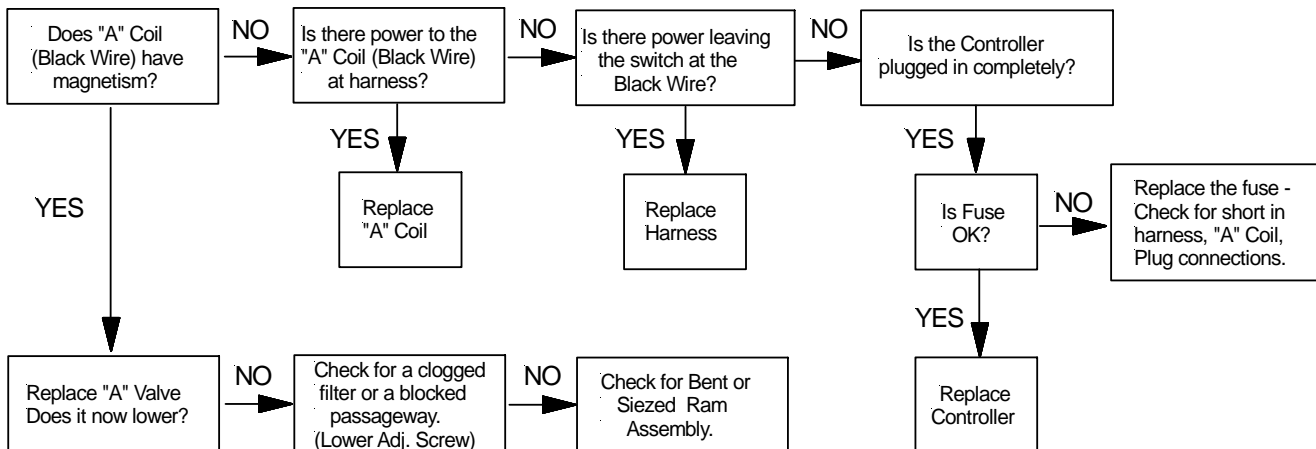 Does "A" Coil
(Black Wire) have
magnetism?
NO
Is there power to the
"A" Coil (Black Wire)
at harness?
NO
Is there power leaving
the switch at the
Black Wire?
NO
Is the Controller
plugged in completely?
YES
YES
YES
YES
Replace
"A" Coil
Replace
Harness
Is Fuse
OK?
NO
Replace the fuse -
Check for short in
harness, "A" Coil,
Plug connections.
YES
Replace "A" Valve
Does it now lower?
NO
Check for a clogged
filter or a blocked
passageway.
(Lower Adj. Screw)
NO
Check for Bent or
Siezed Ram
Assembly.
Replace
Controller